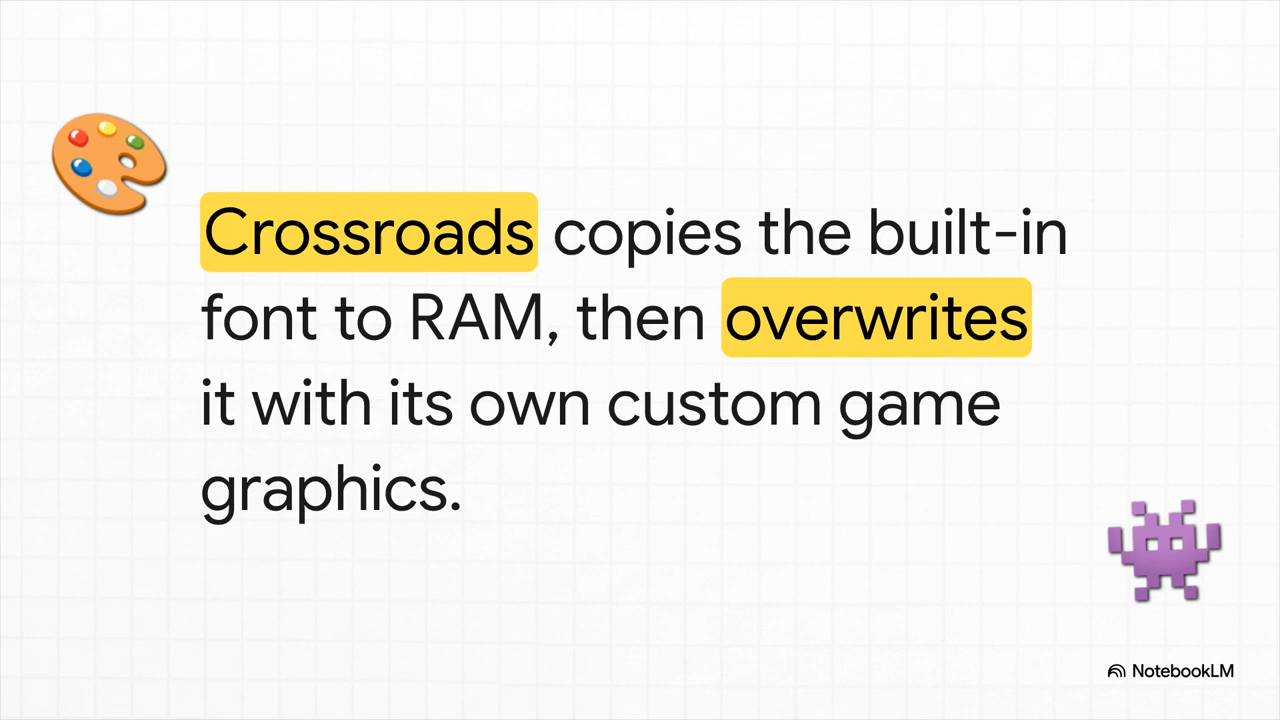 Crossroads copies the built-in
font to RAM, then overwrites
it with its own custom game
graphics.
NotebookLM